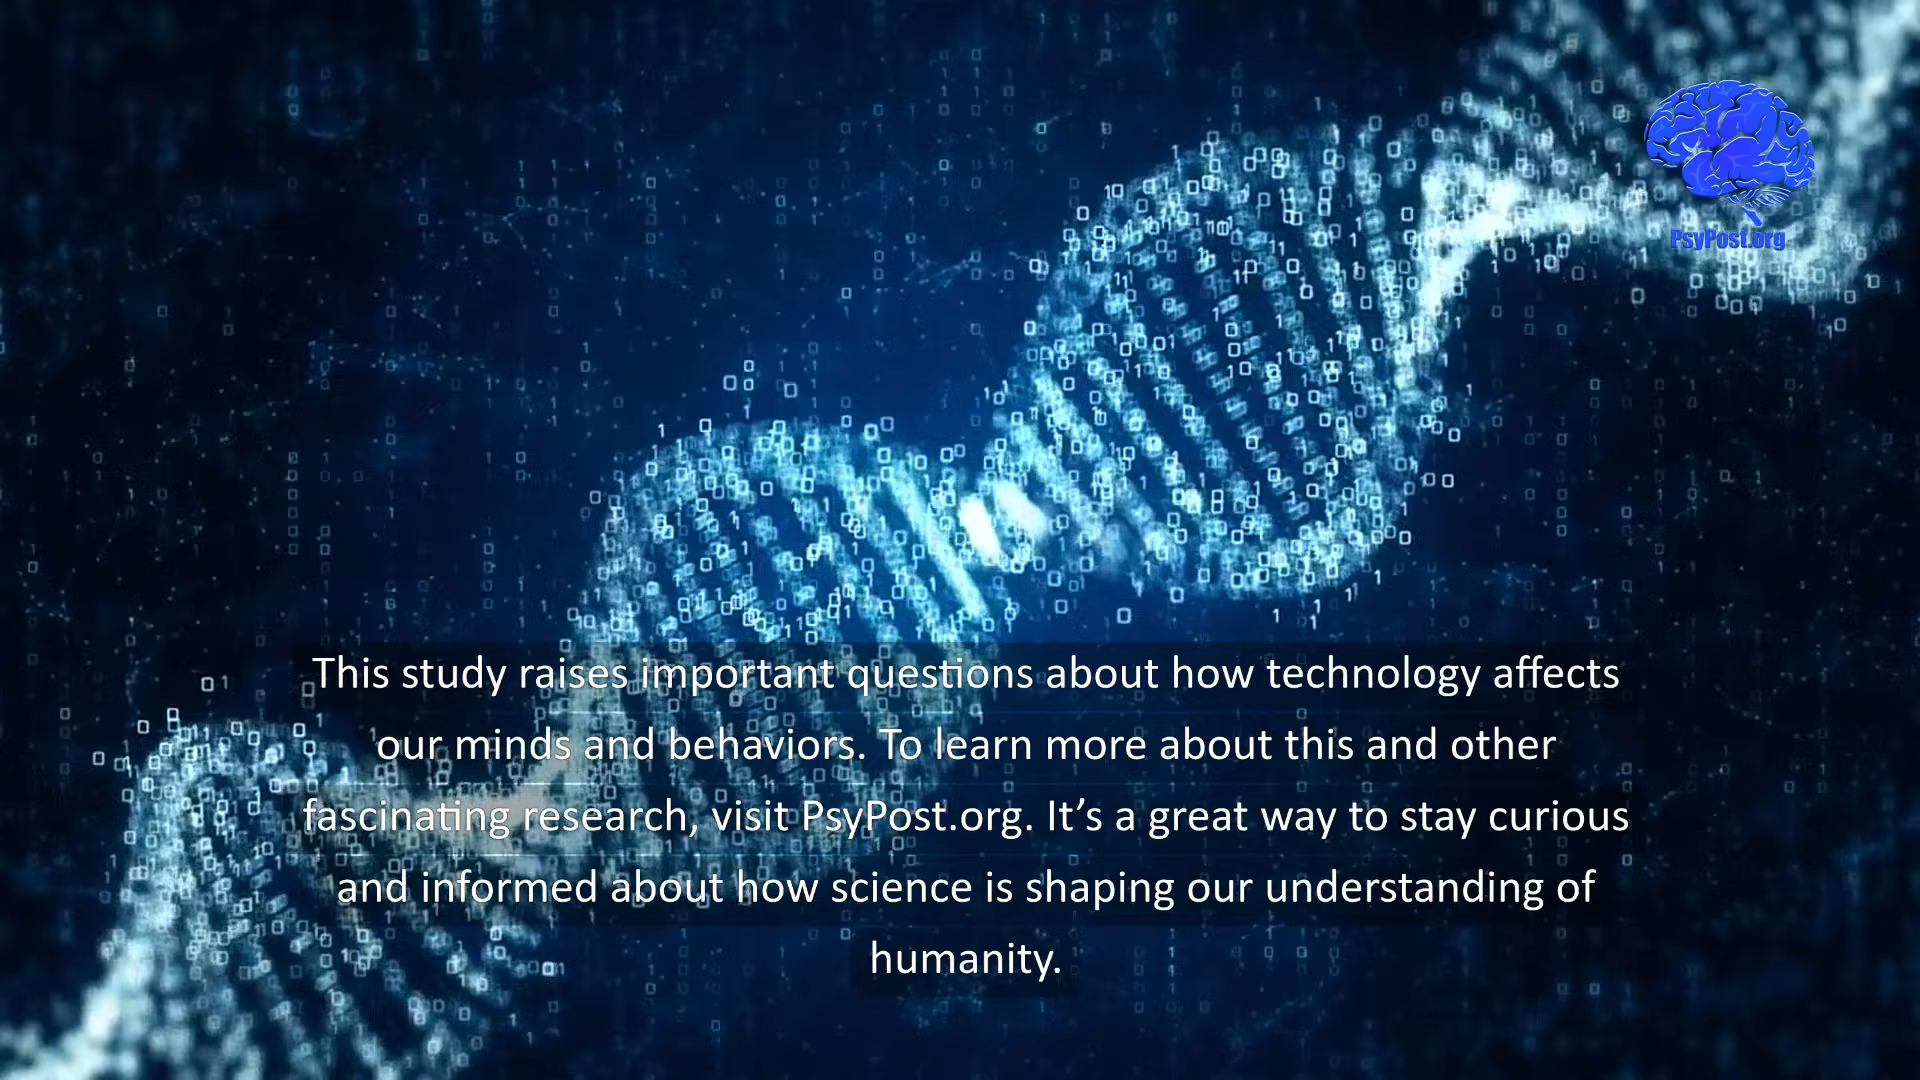 PsyPost.org
This study raises important questions about how technology affects
our minds and behaviors. To learn more about this and other
fascinating research, visit PsyPost.org. It’s a great way to stay curious
and informed about how science is shaping our understanding of
humanity.